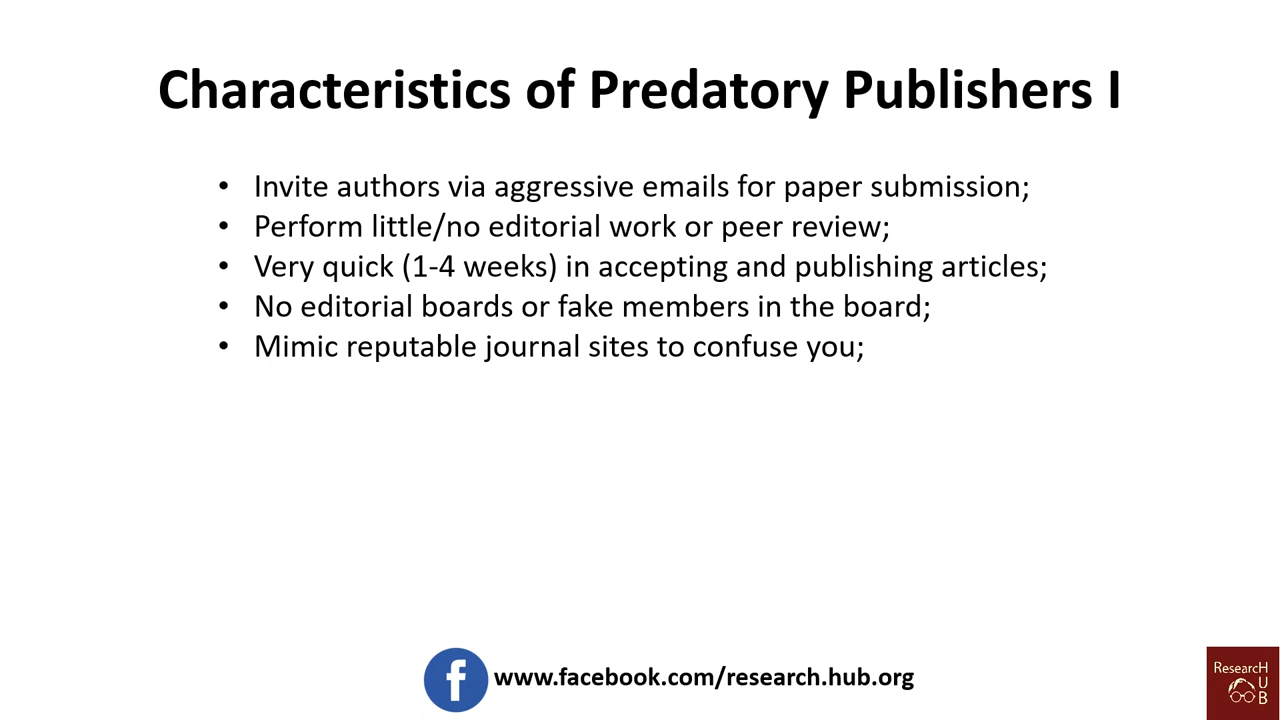 Characteristics of Predatory Publishers I
• Invite authors via aggressive emails for paper submission;
• Perform little/no editorial work or peer review;
• Very quick (1-4 weeks) in accepting and publishing articles;
• No editorial boards or fake members in the board;
• Mimic reputable journal sites to confuse you;
f www.facebook.com/research.hub.org
ResearcH
U
B